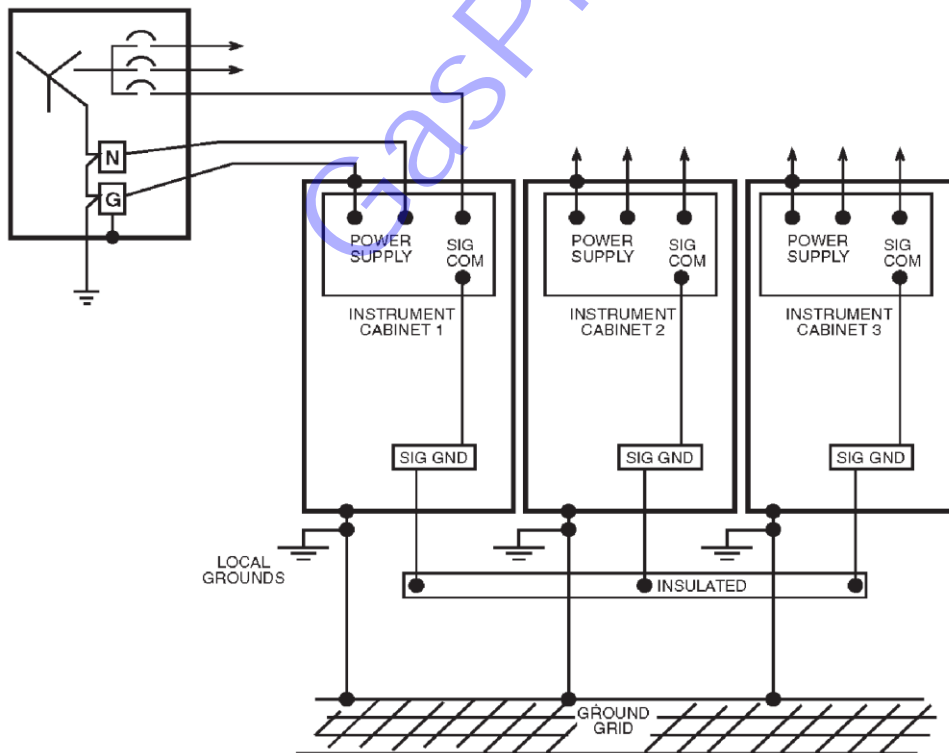 GasP
N
G
POWER
SUPPLY
SIG
COM
INSTRUMENT
CABINET 1
SIG GND
POWER
SUPPLY
SIG
COM
INSTRUMENT
CABINET 2
SIG GND
POWER
SUPPLY
SIG
COM
INSTRUMENT
CABINET 3
SIG GND
LOCAL
GROUNDS
INSULATED
GROUND
GRID